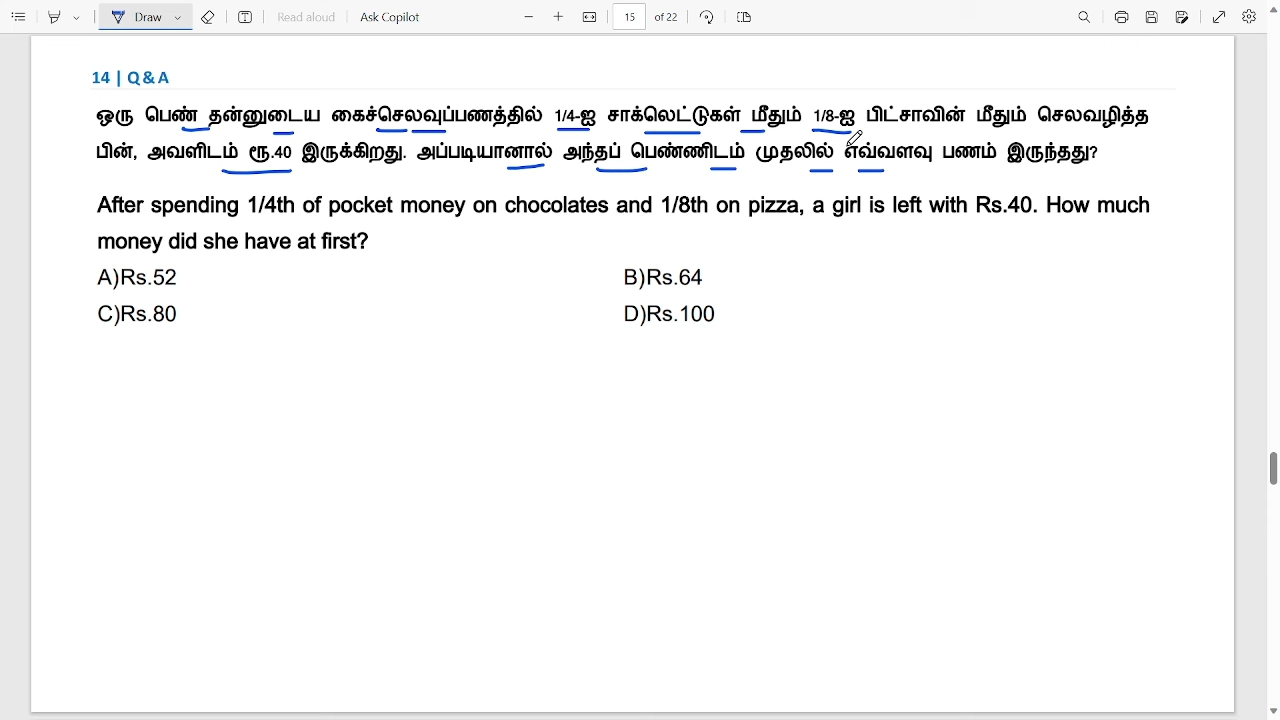 Draw
Read aloud
Ask Copilot
15 of 22
14 | Q & A
ஒரு பெண் தன்னுடைய கைச்செலவுப்பணத்தில் 1/4-ஐ சாக்லெட்டுகள் மீதும் 1/8-ஐ பிட்சாவின் மீதும் செலவழித்த
பின், அவளிடம் ரூ.40 இருக்கிறது. அப்படியானால் அந்தப் பெண்ணிடம் முதலில் எவ்வளவு பணம் இருந்தது?
After spending 1/4th of pocket money on chocolates and 1/8th on pizza, a girl is left with Rs.40. How much
money did she have at first?
A)Rs.52 B)Rs.64
C)Rs.80 D)Rs.100